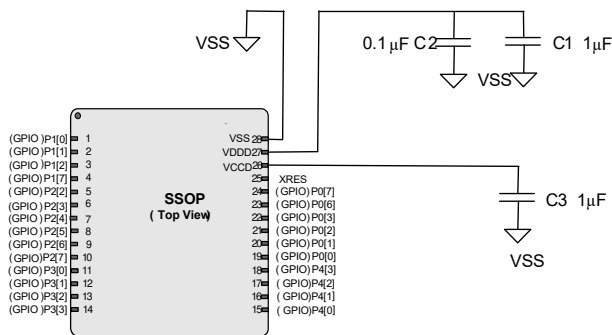 VSS
0.1 µF C2
C1 1µF
VSS
(GPIO)P1[0] 1
(GPIO)P1[1] 2
(GPIO)P1[2] 3
(GPIO)P1[7] 4
(GPIO)P2[2] 5
(GPIO)P2[3] 6
(GPIO)P2[4] 7
(GPIO)P2[5] 8
(GPIO)P2[6] 9
(GPIO)P2[7] 10
(GPIO)P3[0] 11
(GPIO)P3[1] 12
(GPIO)P3[2] 13
(GPIO)P3[3] 14
SSOP
( Top View)
VSS 28
VDDD 27
VCCD 26
25 XRES
24 (GPIO)P0[7]
23 (GPIO)P0[6]
22 (GPIO)P0[3]
21 (GPIO)P0[2]
20 (GPIO)P0[1]
19 (GPIO)P0[0]
18 (GPIO)P4[3]
17 (GPIO)P4[2]
16 (GPIO)P4[1]
15 (GPIO)P4[0]
C3 1µF
VSS